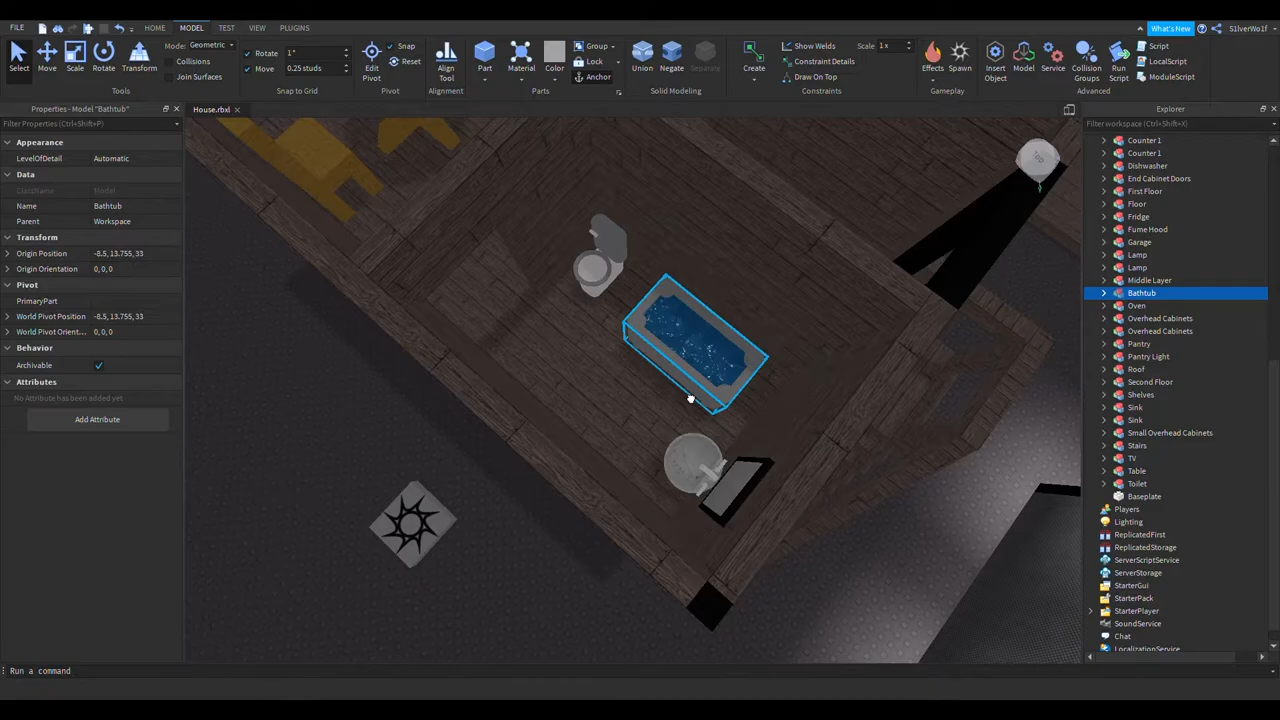 FILE HOME MODEL TEST VIEW PLUGINS What's New S1lverWo1f
Select Move Scale Rotate Transform Mode: Geometric Collisions Join Surfaces
Tools
Rotate 1°
Move 0.25 studs
Snap to Grid
Edit Pivot Snap Reset
Pivot
Align Tool
Alignment
Part Material Color Group Lock Anchor
Parts
Union Negate Separate
Solid Modeling
Create Show Welds Scale 1 x
Constraint Details
Draw On Top
Constraints
Effects Spawn
Gameplay
Insert Object Model Service Collision Groups Run Script Script
LocalScript
ModuleScript
Advanced
Properties - Model "Bathtub"
Filter Properties (Ctrl+Shift+P)
Appearance
LevelOfDetail Automatic
Data
ClassName Model
Name Bathtub
Parent Workspace
Transform
Origin Position -8.5, 13.755, 33
Origin Orientation 0, 0, 0
Pivot
PrimaryPart
World Pivot Position -8.5, 13.755, 33
World Pivot Orient... 0, 0, 0
Behavior
Archivable
Attributes
No Attribute has been added yet
Add Attribute
House.rbxl
Explorer
Filter workspace (Ctrl+Shift+X)
Counter 1
Counter 1
Dishwasher
End Cabinet Doors
First Floor
Floor
Fridge
Fume Hood
Garage
Lamp
Lamp
Middle Layer
Bathtub
Oven
Overhead Cabinets
Overhead Cabinets
Pantry
Pantry Light
Roof
Second Floor
Shelves
Sink
Sink
Small Overhead Cabinets
Stairs
TV
Table
Toilet
Baseplate
Players
Lighting
ReplicatedFirst
ReplicatedStorage
ServerScriptService
ServerStorage
StarterGui
StarterPack
StarterPlayer
SoundService
Chat
LocalizationService
Run a command